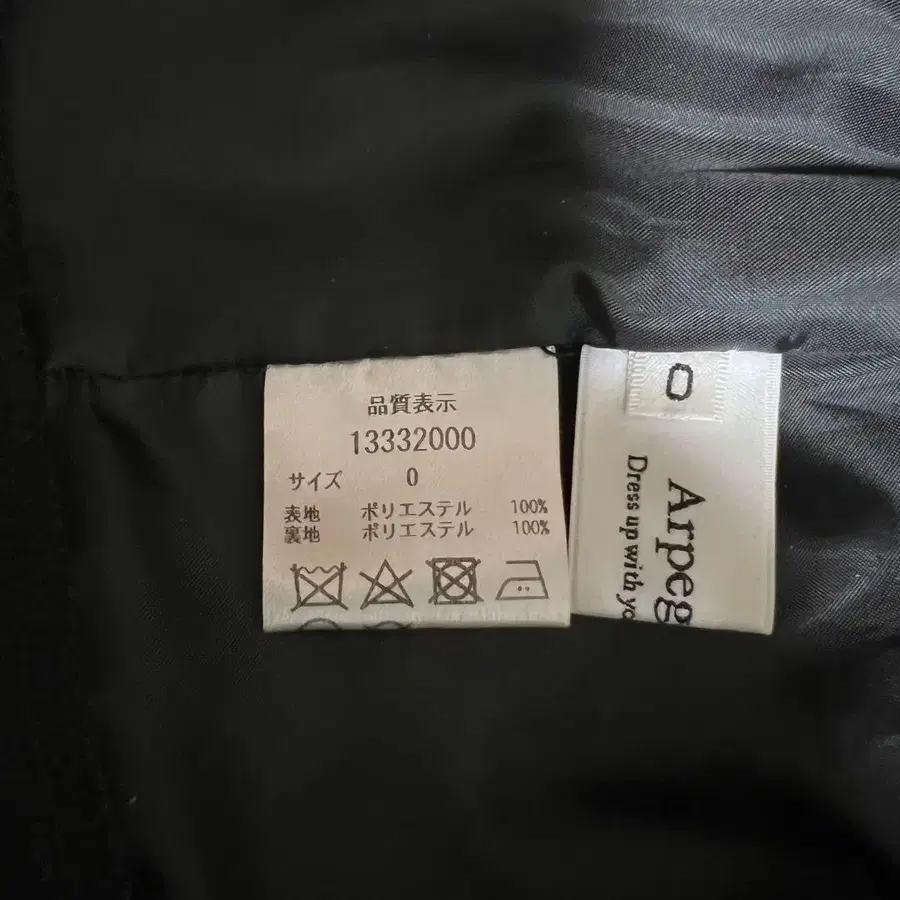 品質表示
13332000
サイズ 0
表地 ポリエステル 100%
裏地 ポリエステル 100%
0
Arpeg
Dress up with yo